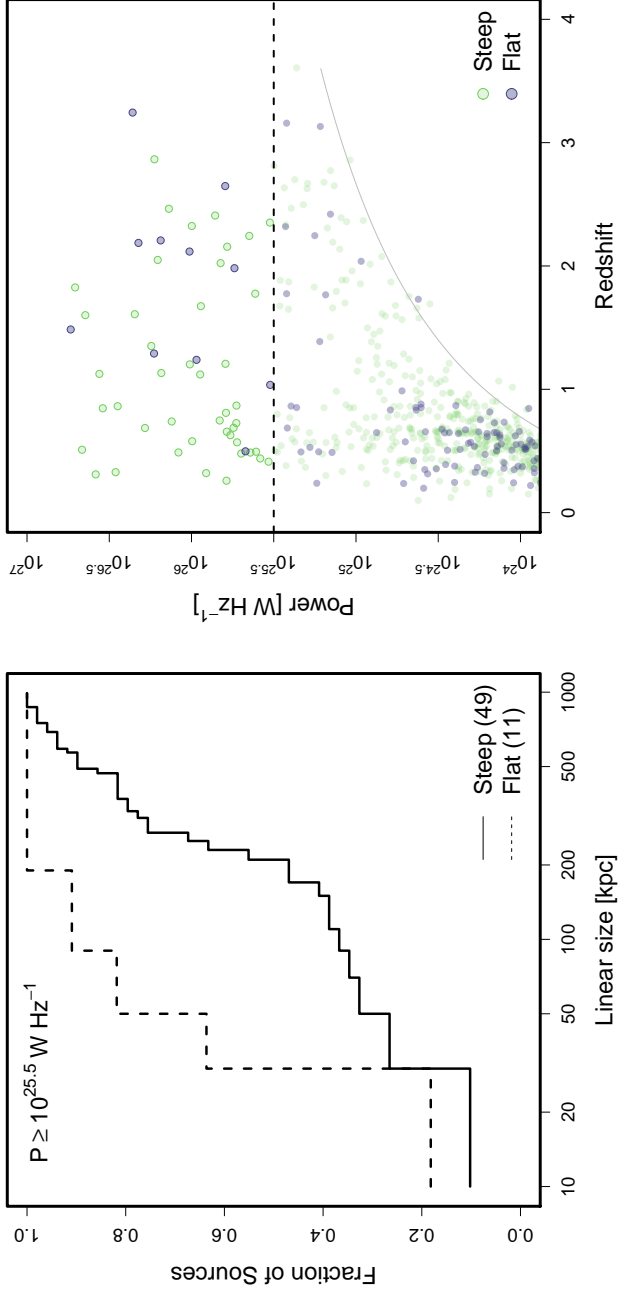 P ≥ 10^25.5 W Hz^−1
Fraction of Sources
0.0 0.2 0.4 0.6 0.8 1.0
10 20 50 100 200 500 1000
Linear size [kpc]
Steep (49)
Flat (11)
Power [W Hz^−1]
10^24 10^24.5 10^25 10^25.5 10^26 10^26.5 10^27
0 1 2 3 4
Redshift
Steep
Flat